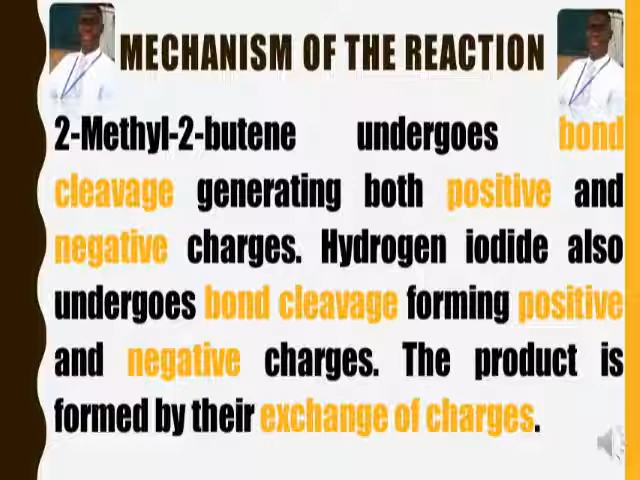 MECHANISM OF THE REACTION
2-Methyl-2-butene undergoes bond
cleavage generating both positive and
negative charges. Hydrogen iodide also
undergoes bond cleavage forming positive
and negative charges. The product is
formed by their exchange of charges.